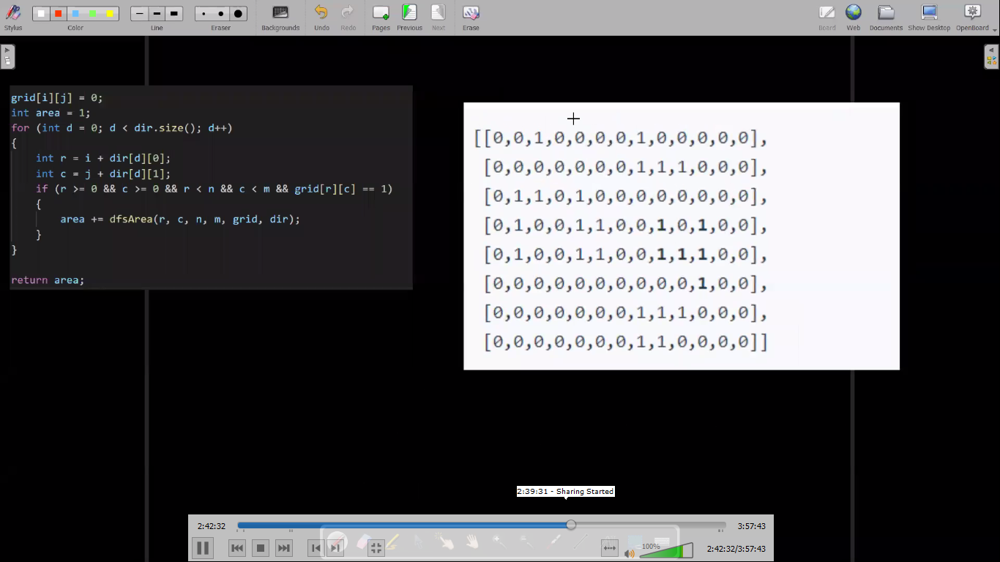 Stylus Color Line Eraser Backgrounds Undo Redo Pages Previous Next Erase Board Web Documents Show Desktop OpenBoard
grid[i][j] = 0;
int area = 1;
for (int d = 0; d < dir.size(); d++)
{
int r = i + dir[d][0];
int c = j + dir[d][1];
if (r >= 0 && c >= 0 && r < n && c < m && grid[r][c] == 1)
{
area += dfsArea(r, c, n, m, grid, dir);
}
}
return area;
[[0,0,1,0,0,0,0,1,0,0,0,0,0],
[0,0,0,0,0,0,0,1,1,1,0,0,0],
[0,1,1,0,1,0,0,0,0,0,0,0,0],
[0,1,0,0,1,1,0,0,1,0,1,0,0],
[0,1,0,0,1,1,0,0,1,1,1,0,0],
[0,0,0,0,0,0,0,0,0,0,1,0,0],
[0,0,0,0,0,0,0,1,1,1,0,0,0],
[0,0,0,0,0,0,0,1,1,0,0,0,0]]
2:39:31 - Sharing Started
2:42:32 3:57:43
100% 2:42:32/3:57:43